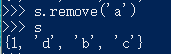 >>> s.remove('a')
>>> s
{1, 'd', 'b', 'c'}